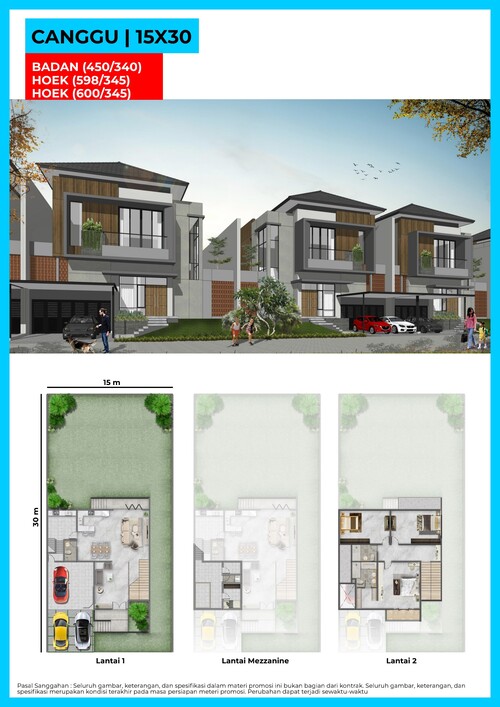 CANGGU | 15X30
BADAN (450/340)
HOEK (598/345)
HOEK (600/345)
15 m
30 m
Lantai 1
Lantai Mezzanine
Lantai 2
Pasal Sanggahan : Seluruh gambar, keterangan, dan spesifikasi dalam materi promosi ini bukan bagian dari kontrak. Seluruh gambar, keterangan, dan
spesifikasi merupakan kondisi terakhir pada masa persiapan meteri promosi. Perubahan dapat terjadi sewaktu-waktu